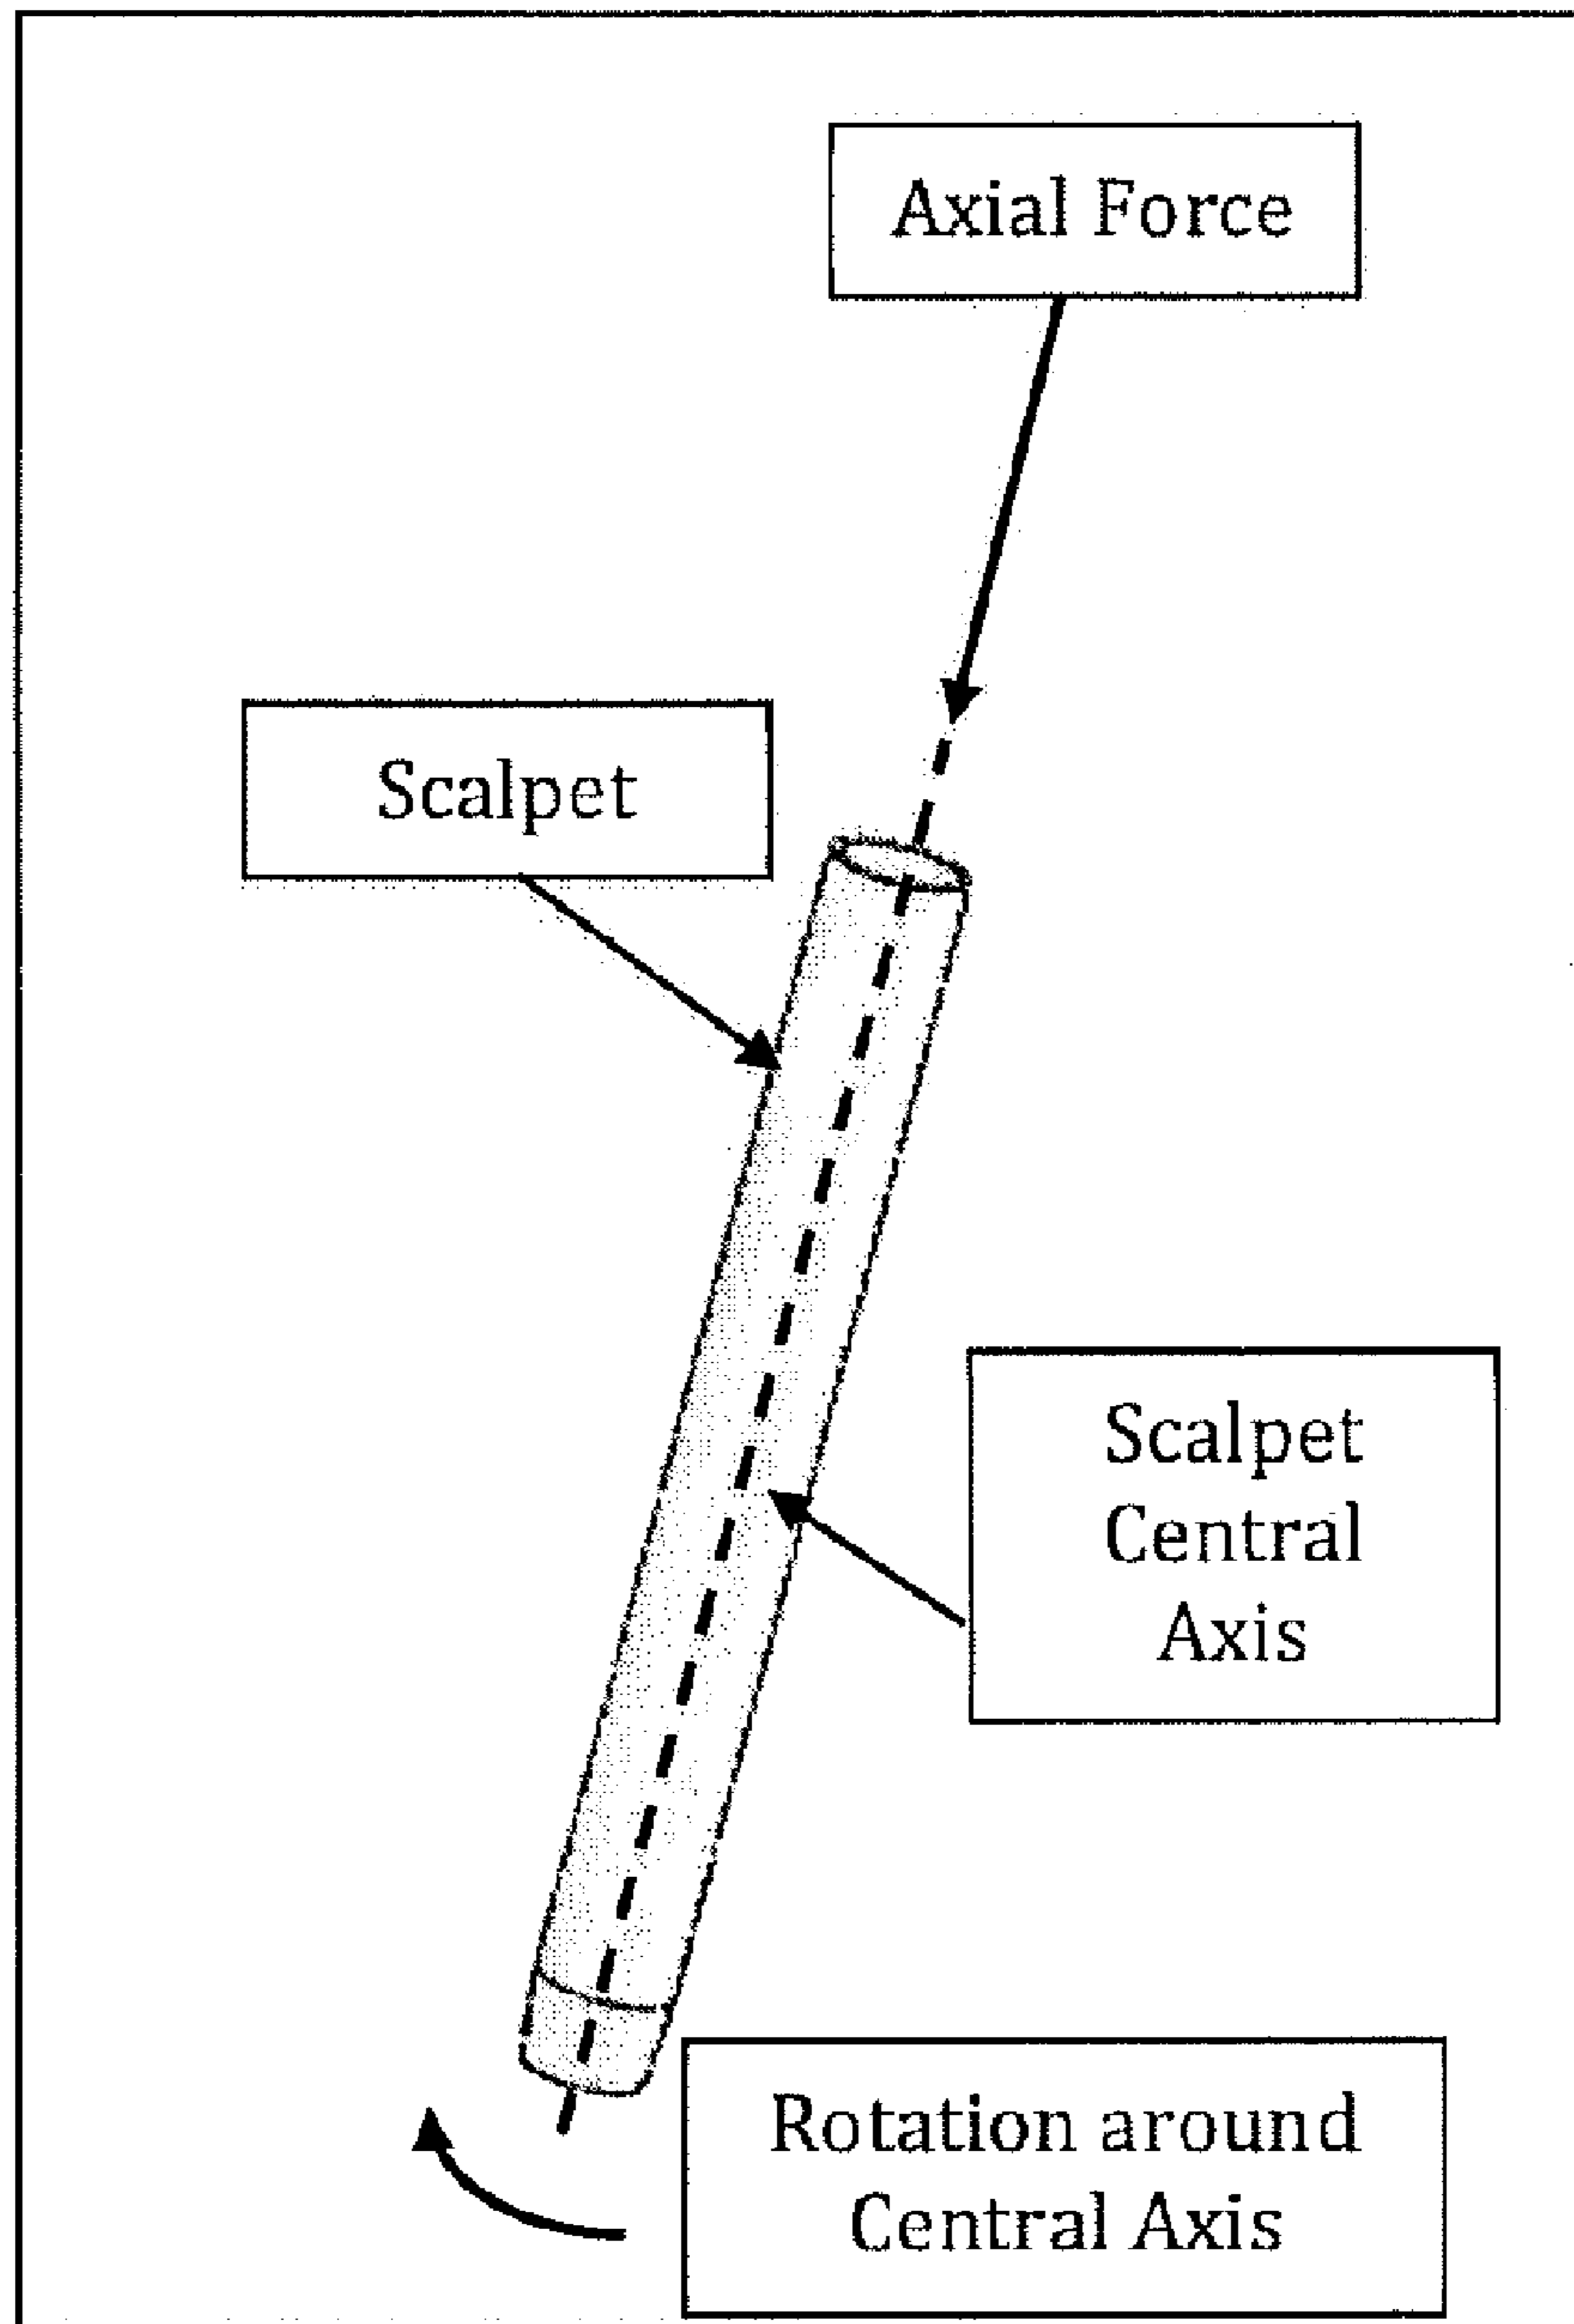 Axial Force
Scalpet
Scalpet
Central
Axis
Rotation around
Central Axis